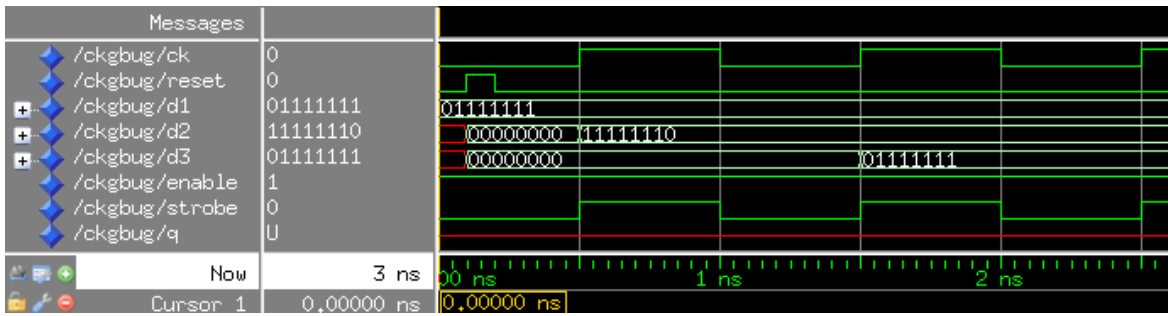 Messages
/ckgbug/ck 0
/ckgbug/reset 0
/ckgbug/d1 01111111 01111111
/ckgbug/d2 11111110 00000000 11111110
/ckgbug/d3 01111111 00000000 01111111
/ckgbug/enable 1
/ckgbug/strobe 0
/ckgbug/q U
Now 3 ns 00 ns 1 ns 2 ns
Cursor 1 0.00000 ns 0.00000 ns